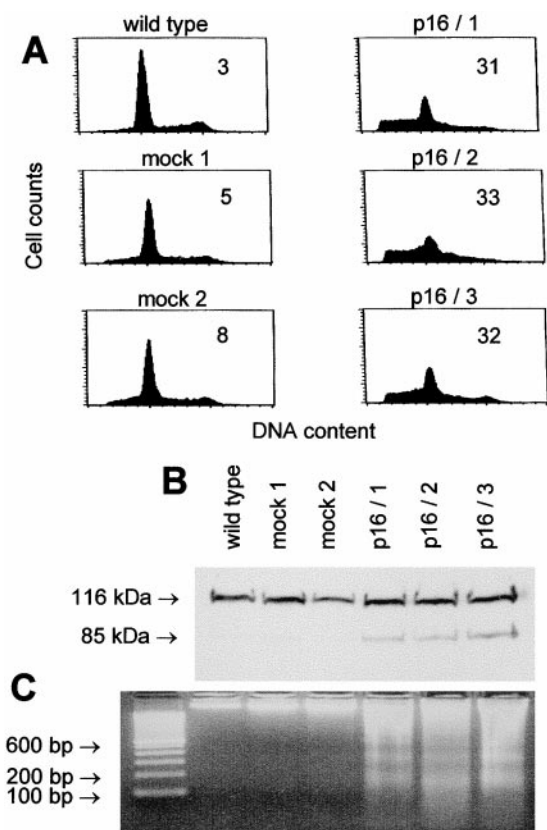 A
wild type
3
p16 / 1
31
mock 1
5
p16 / 2
33
mock 2
8
p16 / 3
32
Cell counts
DNA content
B
wild type
mock 1
mock 2
p16 / 1
p16 / 2
p16 / 3
116 kDa →
85 kDa →
C
600 bp →
200 bp →
100 bp →